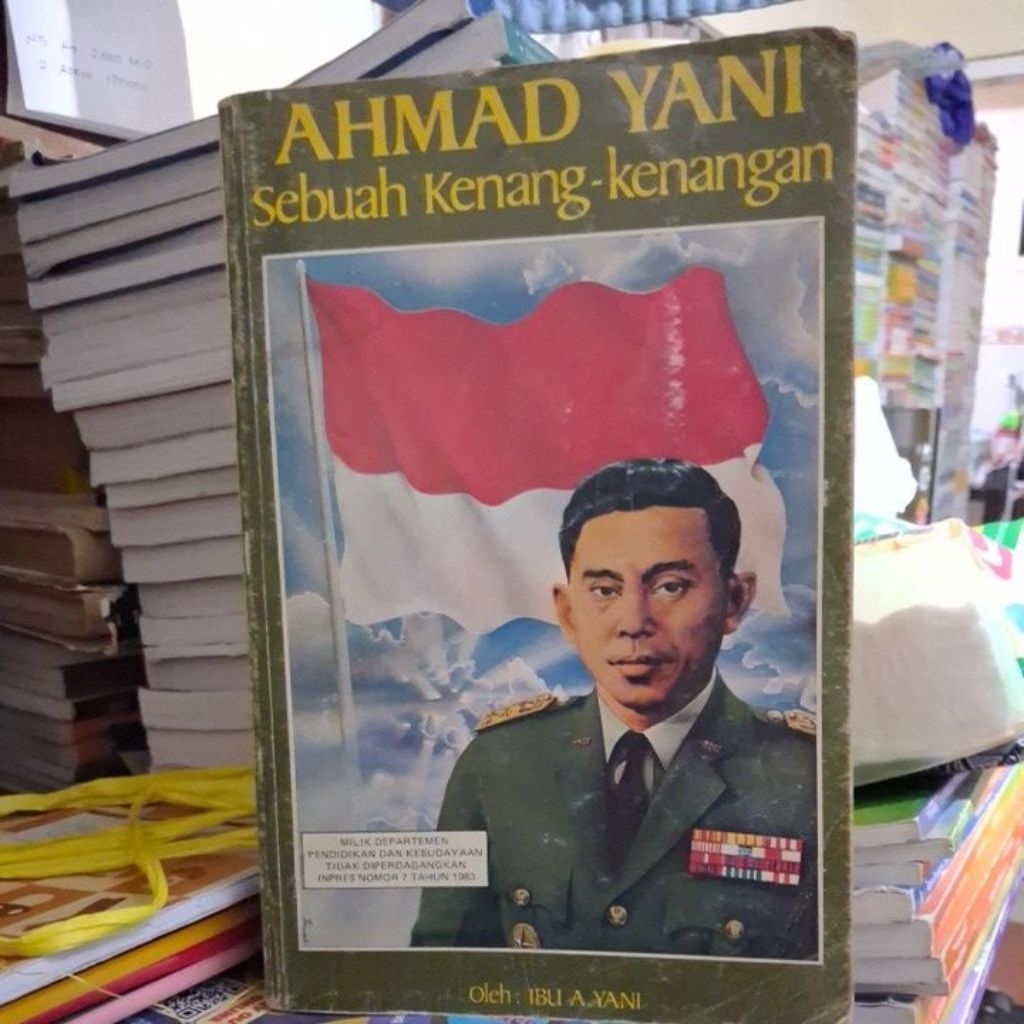 AHMAD YANI
Sebuah Kenang-kenangan
MILIK DEPARTEMEN
PENDIDIKAN DAN KEBUDAYAAN
TIDAK DIPERDAGANGKAN
INPRES NOMOR 7 TAHUN 1983
Oleh : IBU A. YANI